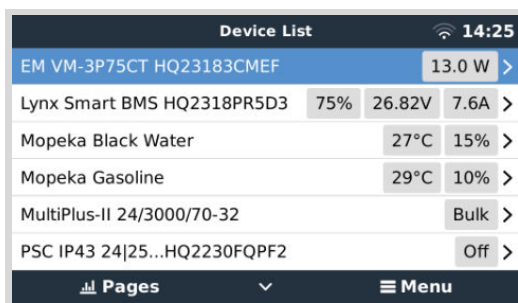 Device List 14:25
EM VM-3P75CT HQ23183CMEF 13.0 W >
Lynx Smart BMS HQ2318PR5D3 75% 26.82V 7.6A >
Mopeka Black Water 27°C 15% >
Mopeka Gasoline 29°C 10% >
MultiPlus-II 24/3000/70-32 Bulk >
PSC IP43 24|25...HQ2230FQPF2 Off >
Pages Menu